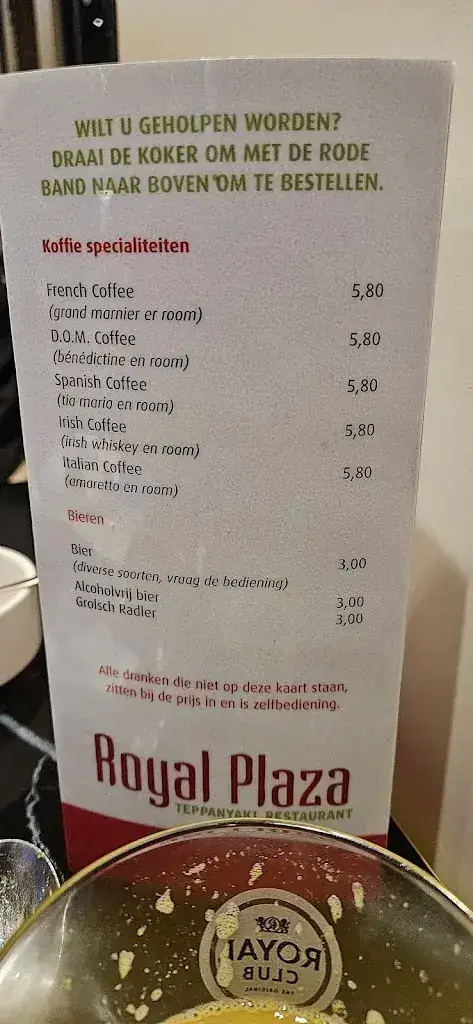 WILT U GEHOLPEN WORDEN?
DRAAI DE KOKER OM MET DE RODE
BAND NAAR BOVEN OM TE BESTELLEN.
Koffie specialiteiten
French Coffee 5,80
(grand marnier er room)
D.O.M. Coffee 5,80
(bénédictine en room)
Spanish Coffee 5,80
(tia maria en room)
Irish Coffee 5,80
(irish whiskey en room)
Italian Coffee 5,80
(amaretto en room)
Bieren
Bier 3,00
(diverse soorten, vraag de bediening)
Alcoholvrij bier 3,00
Grolsch Radler 3,00
Alle dranken die niet op deze kaart staan,
zitten bij de prijs in en is zelfbediening.
Royal Plaza
TEPPANYAKI RESTAURANT
ROYAL
CLUB
THE ORIGINAL